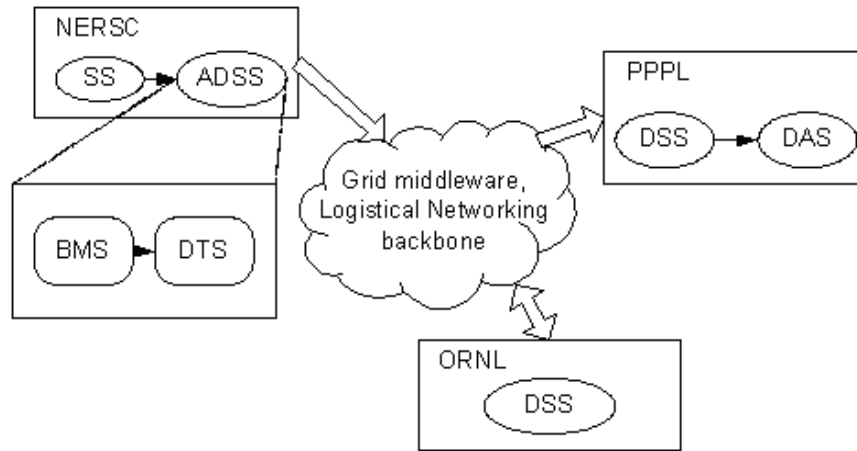 NERSC
SS
ADSS
BMS
DTS
Grid middleware,
Logistical Networking
backbone
PPPL
DSS
DAS
ORNL
DSS